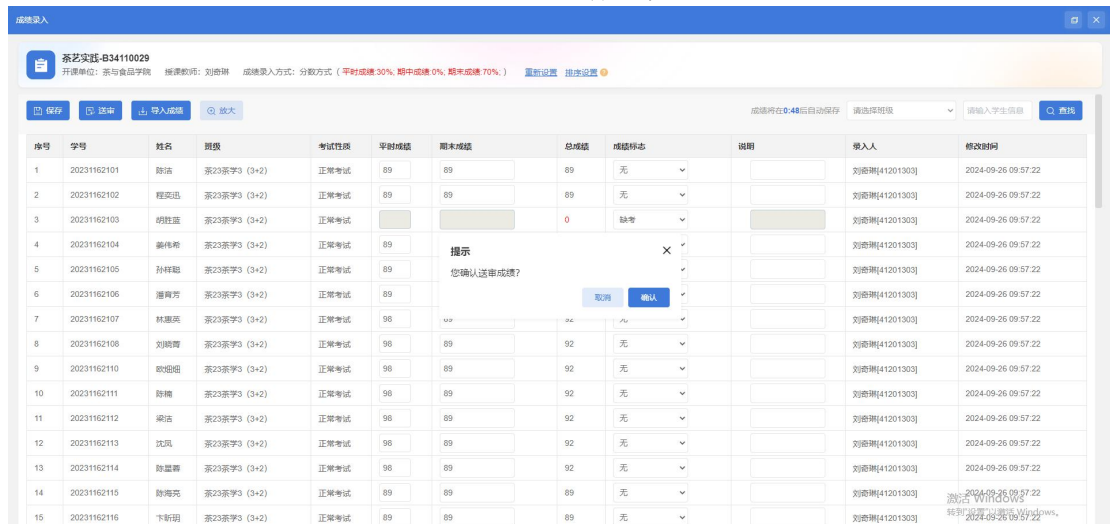 成绩录入
茶艺实践-B34110029
开课单位：茶与食品学院 授课教师：刘奇琳 成绩录入方式：分数方式 ( 平时成绩:30%; 期中成绩:0%; 期末成绩:70%; ) 重新设置 排序设置
保存 送审 导入成绩 放大 成绩将在0:48后自动保存 请选择班级 请输入学生信息 查找
序号 学号 姓名 班级 考试性质 平时成绩 期末成绩 总成绩 成绩标志 说明 录入人 修改时间
1 20231162101 陈洁 茶23茶学3（3+2） 正常考试 89 89 89 无 刘奇琳[41201303] 2024-09-26 09:57:22
2 20231162102 程奕迅 茶23茶学3（3+2） 正常考试 89 89 89 无 刘奇琳[41201303] 2024-09-26 09:57:22
3 20231162103 胡胜蓝 茶23茶学3（3+2） 正常考试 0 缺考 刘奇琳[41201303] 2024-09-26 09:57:22
4 20231162104 姜伟希 茶23茶学3（3+2） 正常考试 89 刘奇琳[41201303] 2024-09-26 09:57:22
提示
5 20231162105 孙样聪 茶23茶学3（3+2） 正常考试 89 刘奇琳[41201303] 2024-09-26 09:57:22
您确认送审成绩?
6 20231162106 潘育芳 茶23茶学3（3+2） 正常考试 89 刘奇琳[41201303] 2024-09-26 09:57:22
取消 确认
7 20231162107 林惠英 茶23茶学3（3+2） 正常考试 98 89 92 无 刘奇琳[41201303] 2024-09-26 09:57:22
8 20231162108 刘晓菁 茶23茶学3（3+2） 正常考试 98 89 92 无 刘奇琳[41201303] 2024-09-26 09:57:22
9 20231162110 欧细细 茶23茶学3（3+2） 正常考试 98 89 92 无 刘奇琳[41201303] 2024-09-26 09:57:22
10 20231162111 陈楠 茶23茶学3（3+2） 正常考试 98 89 92 无 刘奇琳[41201303] 2024-09-26 09:57:22
11 20231162112 梁洁 茶23茶学3（3+2） 正常考试 98 89 92 无 刘奇琳[41201303] 2024-09-26 09:57:22
12 20231162113 沈凤 茶23茶学3（3+2） 正常考试 98 89 92 无 刘奇琳[41201303] 2024-09-26 09:57:22
13 20231162114 陈蕾蓉 茶23茶学3（3+2） 正常考试 98 89 92 无 刘奇琳[41201303] 2024-09-26 09:57:22
14 20231162115 陈海亮 茶23茶学3（3+2） 正常考试 89 89 89 无 刘奇琳[41201303] 2024-09-26 09:57:22
激活 Windows
15 20231162116 卞昕玥 茶23茶学3（3+2） 正常考试 89 89 89 无 刘奇琳[41201303] 2024-09-26 09:57:22
转到"设置"以激活 Windows。